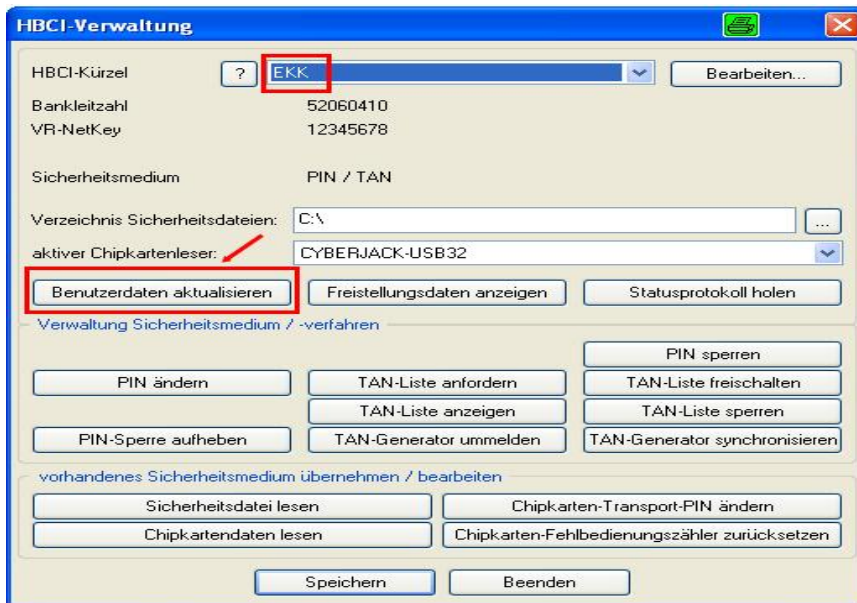 HBCI-Verwaltung
HBCI-Kürzel ? EKK Bearbeiten...
Bankleitzahl 52060410
VR-NetKey 12345678
Sicherheitsmedium PIN / TAN
Verzeichnis Sicherheitsdateien: C:\ ...
aktiver Chipkartenleser: CYBERJACK-USB32
Benutzerdaten aktualisieren Freistellungsdaten anzeigen Statusprotokoll holen
Verwaltung Sicherheitsmedium / -verfahren
PIN sperren
PIN ändern TAN-Liste anfordern TAN-Liste freischalten
TAN-Liste anzeigen TAN-Liste sperren
PIN-Sperre aufheben TAN-Generator ummelden TAN-Generator synchronisieren
vorhandenes Sicherheitsmedium übernehmen / bearbeiten
Sicherheitsdatei lesen Chipkarten-Transport-PIN ändern
Chipkartendaten lesen Chipkarten-Fehlbedienungszähler zurücksetzen
Speichern Beenden